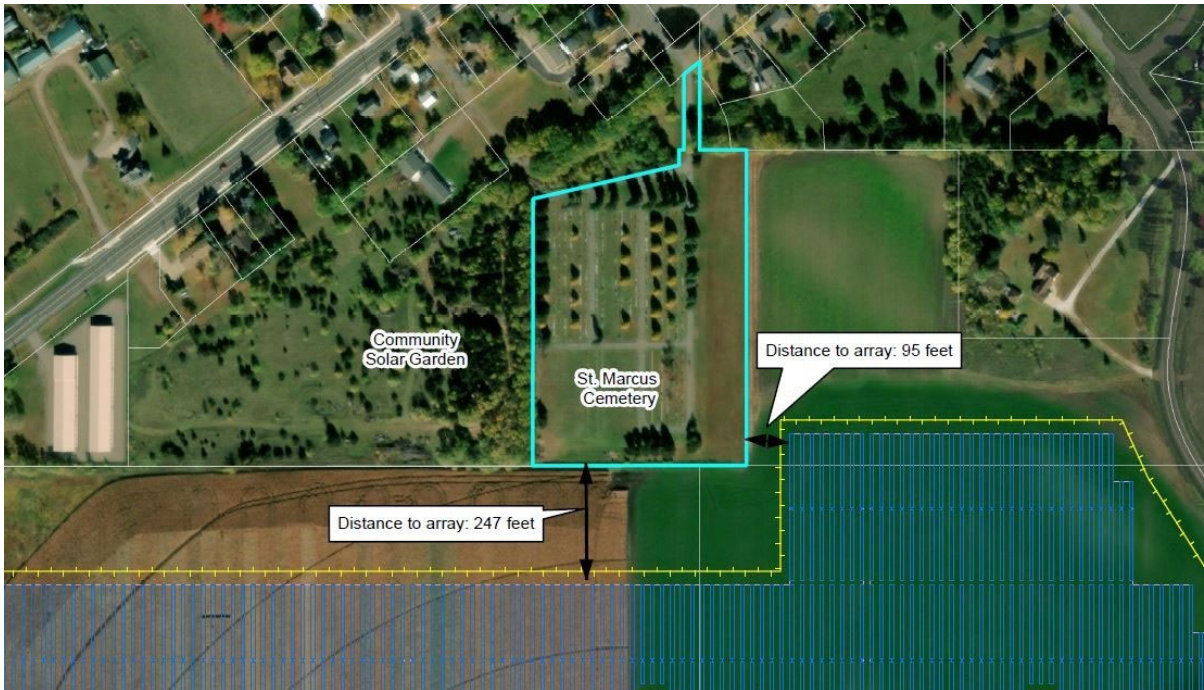 Community
Solar Garden
St. Marcus
Cemetery
Distance to array: 95 feet
Distance to array: 247 feet